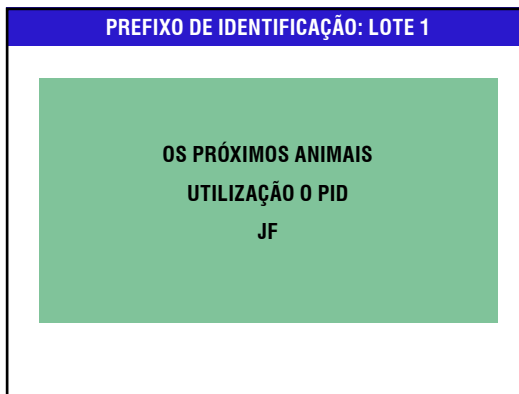 PREFIXO DE IDENTIFICAÇÃO: LOTE 1
OS PRÓXIMOS ANIMAIS
UTILIZAÇÃO O PID
JF